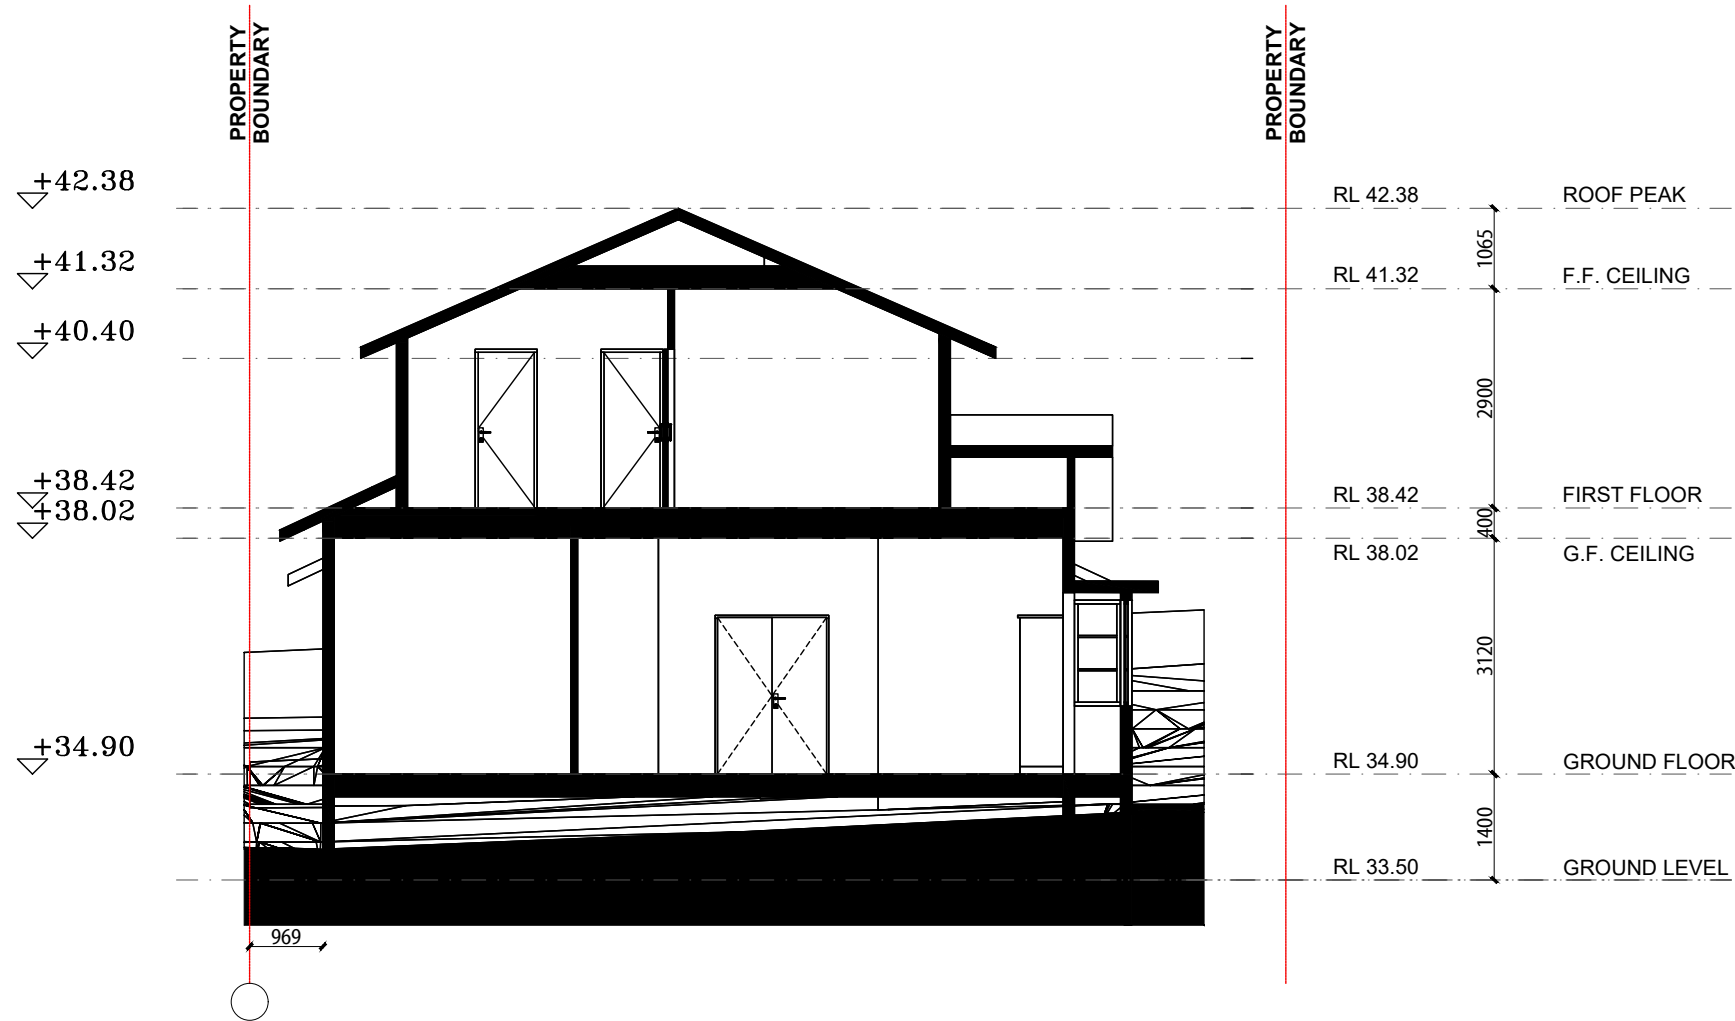 PROPERTY
BOUNDARY
PROPERTY
BOUNDARY
+42.38
RL 42.38
ROOF PEAK
1065
+41.32
RL 41.32
F.F. CEILING
+40.40
2900
+38.42
RL 38.42
FIRST FLOOR
+38.02
400
RL 38.02
G.F. CEILING
3120
+34.90
RL 34.90
GROUND FLOOR
1400
RL 33.50
GROUND LEVEL
969